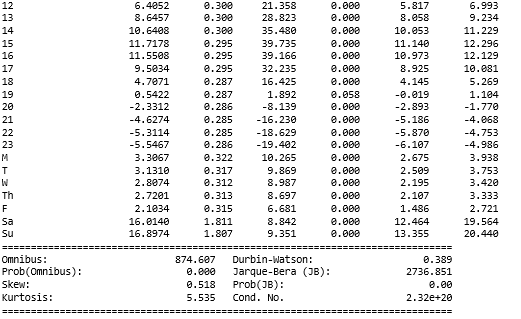 12 6.4052 0.300 21.358 0.000 5.817 6.993
13 8.6457 0.300 28.823 0.000 8.058 9.234
14 10.6408 0.300 35.480 0.000 10.053 11.229
15 11.7178 0.295 39.735 0.000 11.140 12.296
16 11.5508 0.295 39.166 0.000 10.973 12.129
17 9.5034 0.295 32.235 0.000 8.925 10.081
18 4.7071 0.287 16.425 0.000 4.145 5.269
19 0.5422 0.287 1.892 0.058 -0.019 1.104
20 -2.3312 0.286 -8.139 0.000 -2.893 -1.770
21 -4.6274 0.285 -16.230 0.000 -5.186 -4.068
22 -5.3114 0.285 -18.629 0.000 -5.870 -4.753
23 -5.5467 0.286 -19.402 0.000 -6.107 -4.986
M 3.3067 0.322 10.265 0.000 2.675 3.938
T 3.1310 0.317 9.869 0.000 2.509 3.753
W 2.8074 0.312 8.987 0.000 2.195 3.420
Th 2.7201 0.313 8.697 0.000 2.107 3.333
F 2.1034 0.315 6.681 0.000 1.486 2.721
Sa 16.0140 1.811 8.842 0.000 12.464 19.564
Su 16.8974 1.807 9.351 0.000 13.355 20.440
==============================================================================
Omnibus: 874.607 Durbin-Watson: 0.389
Prob(Omnibus): 0.000 Jarque-Bera (JB): 2736.851
Skew: 0.518 Prob(JB): 0.00
Kurtosis: 5.535 Cond. No. 2.32e+20
==============================================================================